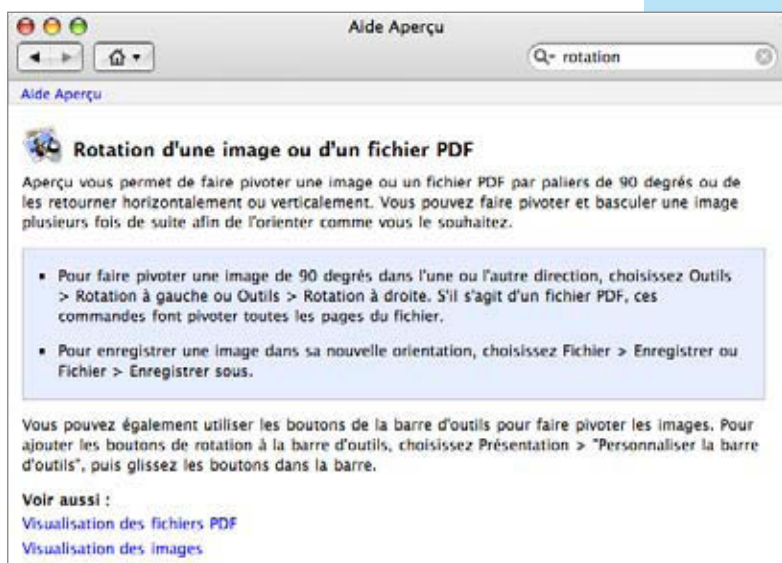 Aide Aperçu
rotation
Aide Aperçu
Rotation d'une image ou d'un fichier PDF
Aperçu vous permet de faire pivoter une image ou un fichier PDF par paliers de 90 degrés ou de
les retourner horizontalement ou verticalement. Vous pouvez faire pivoter et basculer une image
plusieurs fois de suite afin de l'orienter comme vous le souhaitez.
• Pour faire pivoter une image de 90 degrés dans l'une ou l'autre direction, choisissez Outils
> Rotation à gauche ou Outils > Rotation à droite. S'il s'agit d'un fichier PDF, ces
commandes font pivoter toutes les pages du fichier.
• Pour enregistrer une image dans sa nouvelle orientation, choisissez Fichier > Enregistrer ou
Fichier > Enregistrer sous.
Vous pouvez également utiliser les boutons de la barre d'outils pour faire pivoter les images. Pour
ajouter les boutons de rotation à la barre d'outils, choisissez Présentation > "Personnaliser la barre
d'outils", puis glissez les boutons dans la barre.
Voir aussi :
Visualisation des fichiers PDF
Visualisation des images